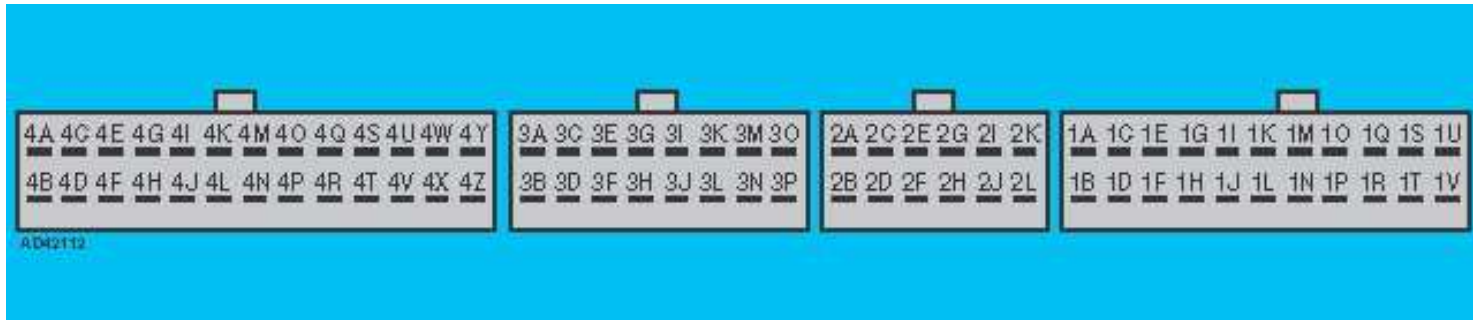 4A 4C 4E 4G 4I 4K 4M 4O 4Q 4S 4U 4W 4Y 3A 3C 3E 3G 3I 3K 3M 3O 2A 2C 2E 2G 2I 2K 1A 1C 1E 1G 1I 1K 1M 1O 1Q 1S 1U
4B 4D 4F 4H 4J 4L 4N 4P 4R 4T 4V 4X 4Z 3B 3D 3F 3H 3J 3L 3N 3P 2B 2D 2F 2H 2J 2L 1B 1D 1F 1H 1J 1L 1N 1P 1R 1T 1V
AD42112